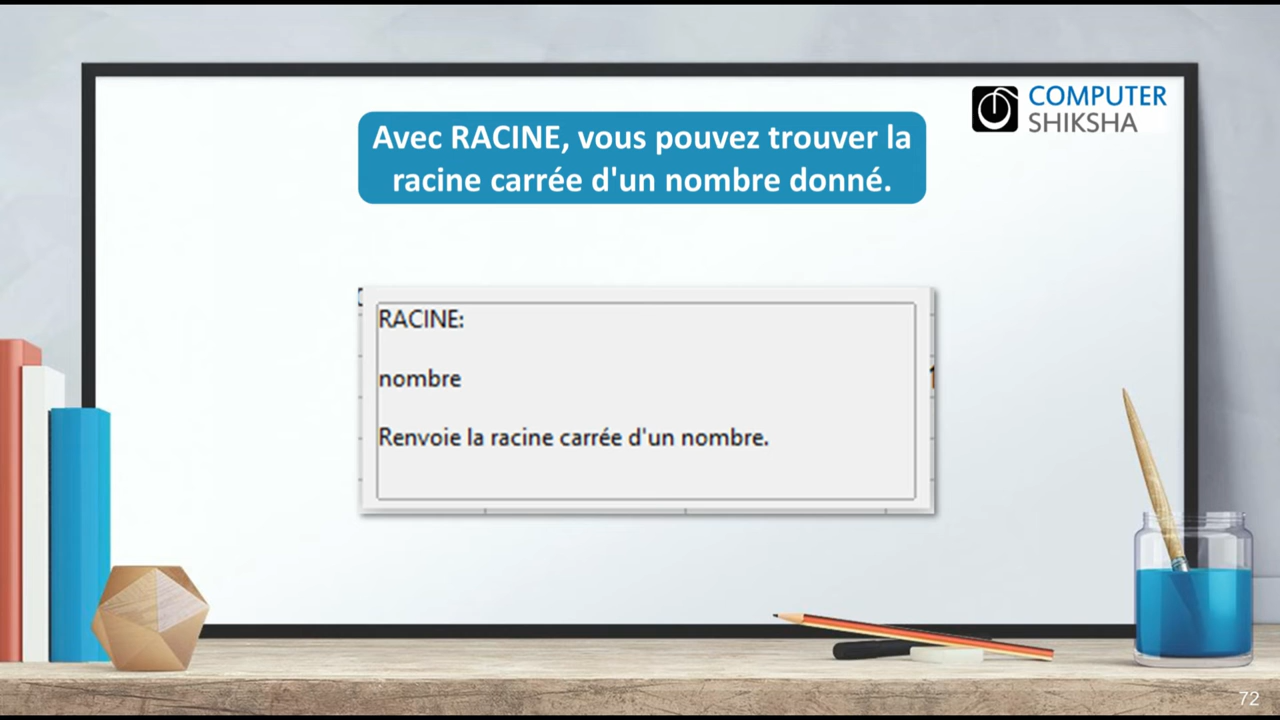 COMPUTER
SHIKSHA
Avec RACINE, vous pouvez trouver la
racine carrée d'un nombre donné.
RACINE:
nombre
Renvoie la racine carrée d'un nombre.
72